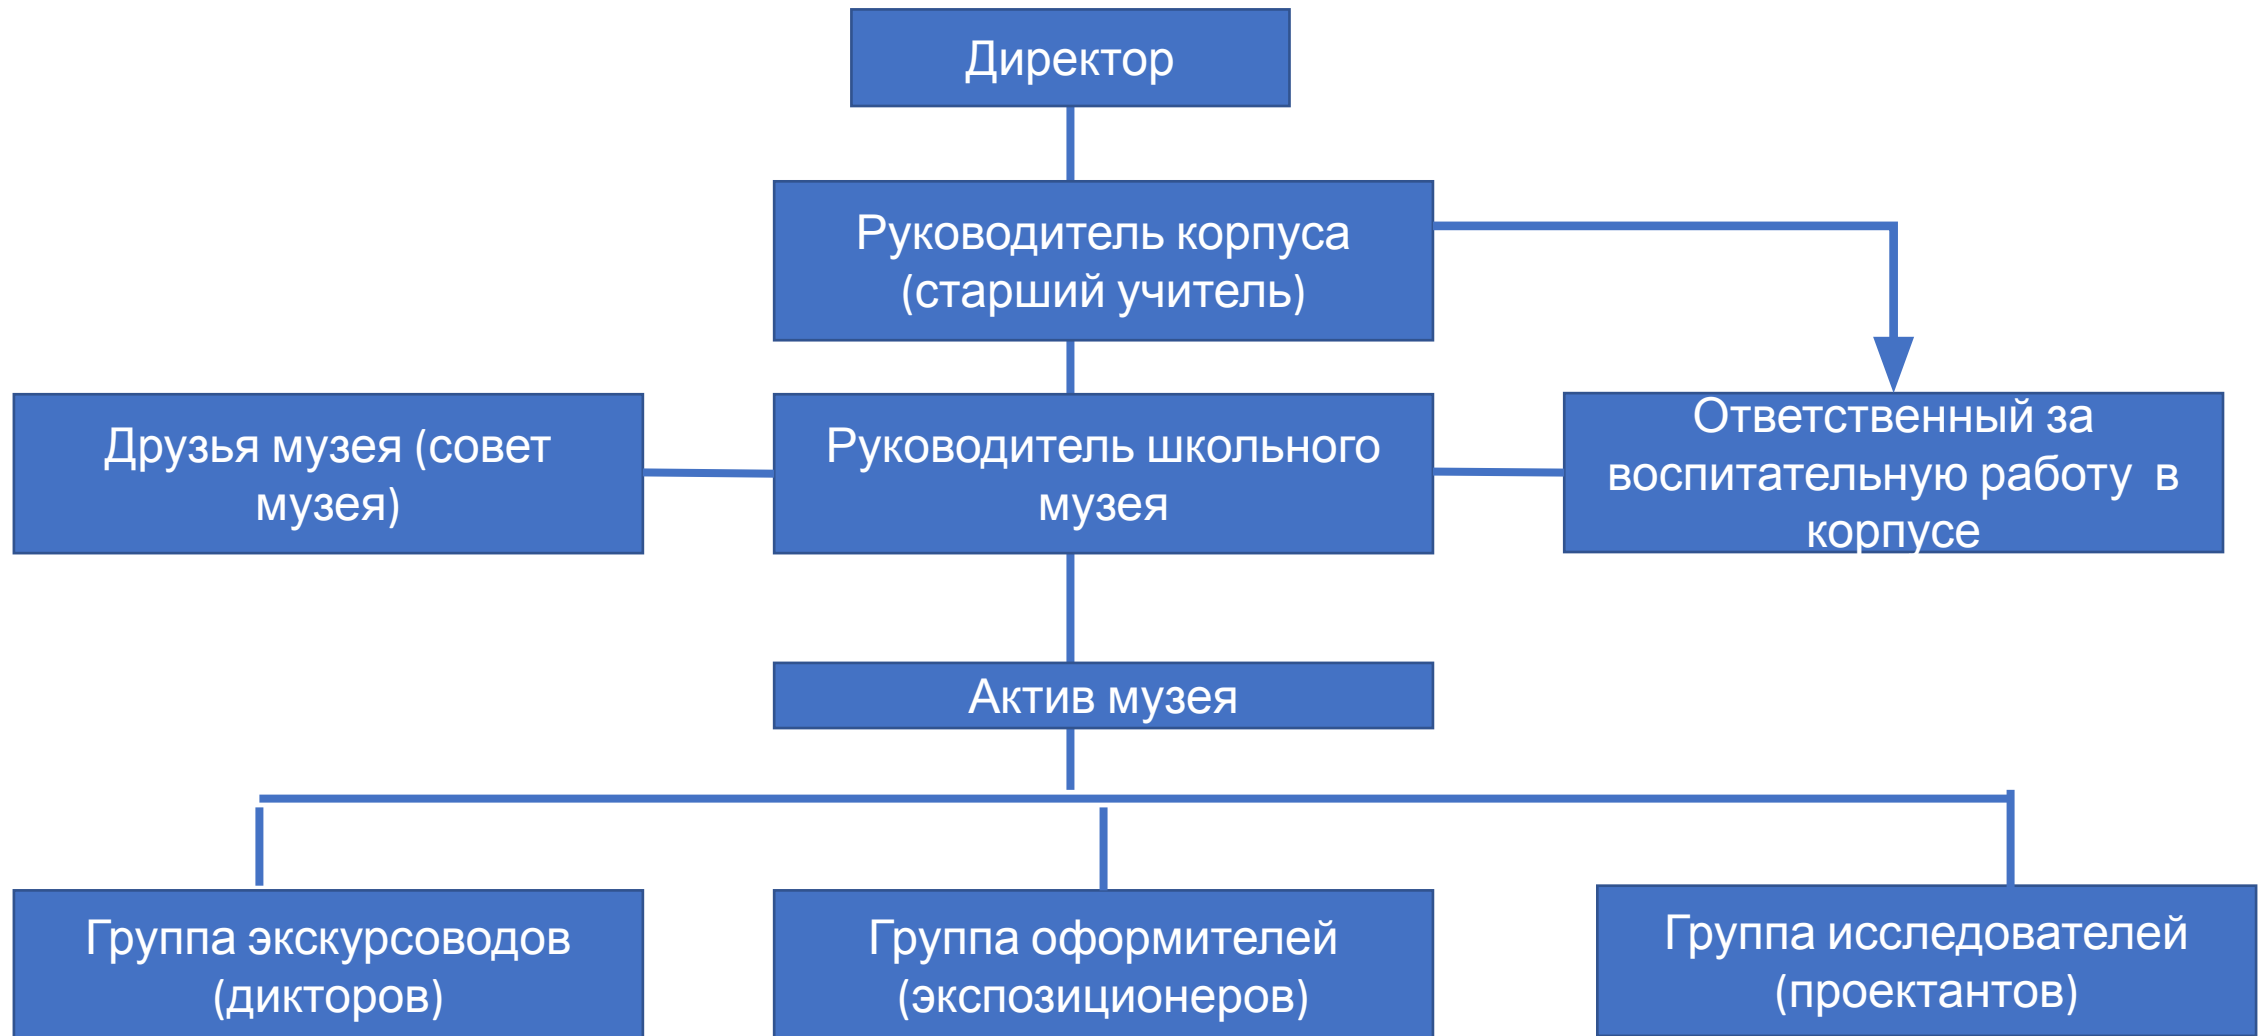 Директор
Руководитель корпуса
(старший учитель)
Друзья музея (совет
музея)
Руководитель школьного
музея
Ответственный за
воспитательную работу  в
корпусе
Актив музея
Группа экскурсоводов
(дикторов)
Группа оформителей
(экспозиционеров)
Группа исследователей
(проектантов)